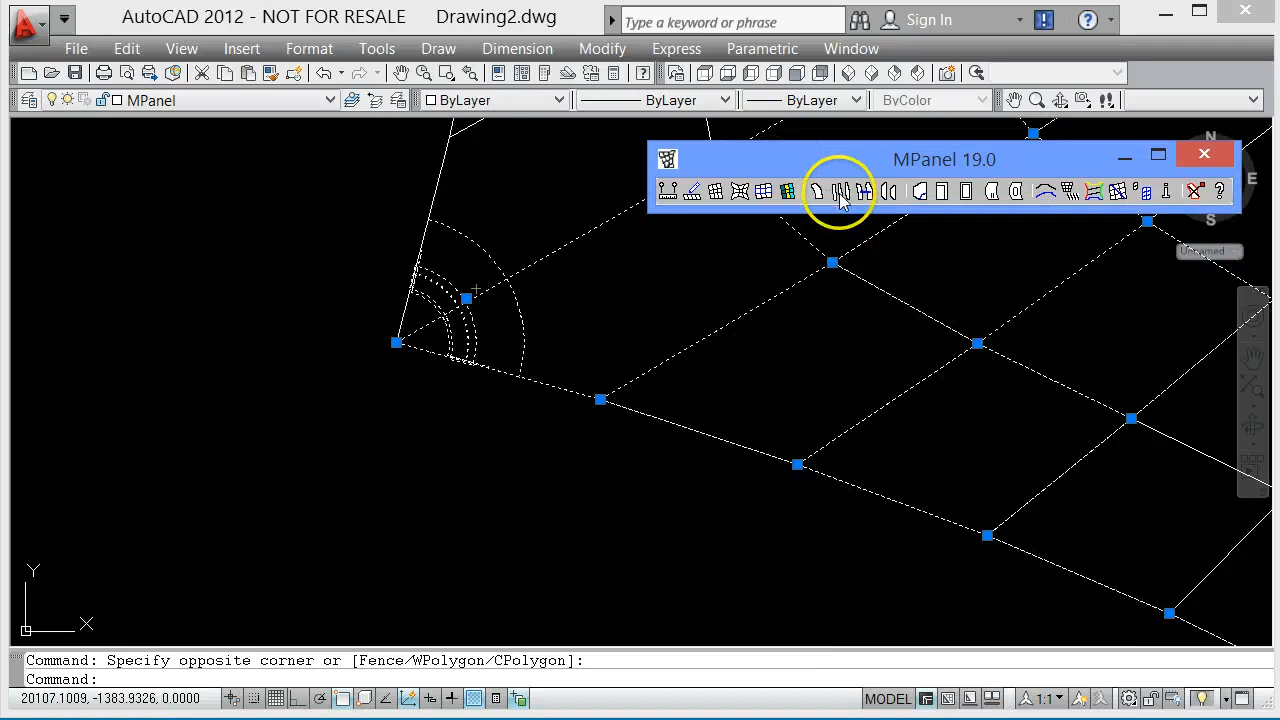 AutoCAD 2012 - NOT FOR RESALE Drawing2.dwg Type a keyword or phrase Sign In
File Edit View Insert Format Tools Draw Dimension Modify Express Parametric Window
MPanel ByLayer ByLayer ByLayer ByColor
N
MPanel 19.0
E
S
Unnamed
Y
X
Command: Specify opposite corner or [Fence/WPolygon/CPolygon]:
Command:
20107.1009, -1383.9326, 0.0000 MODEL 1:1